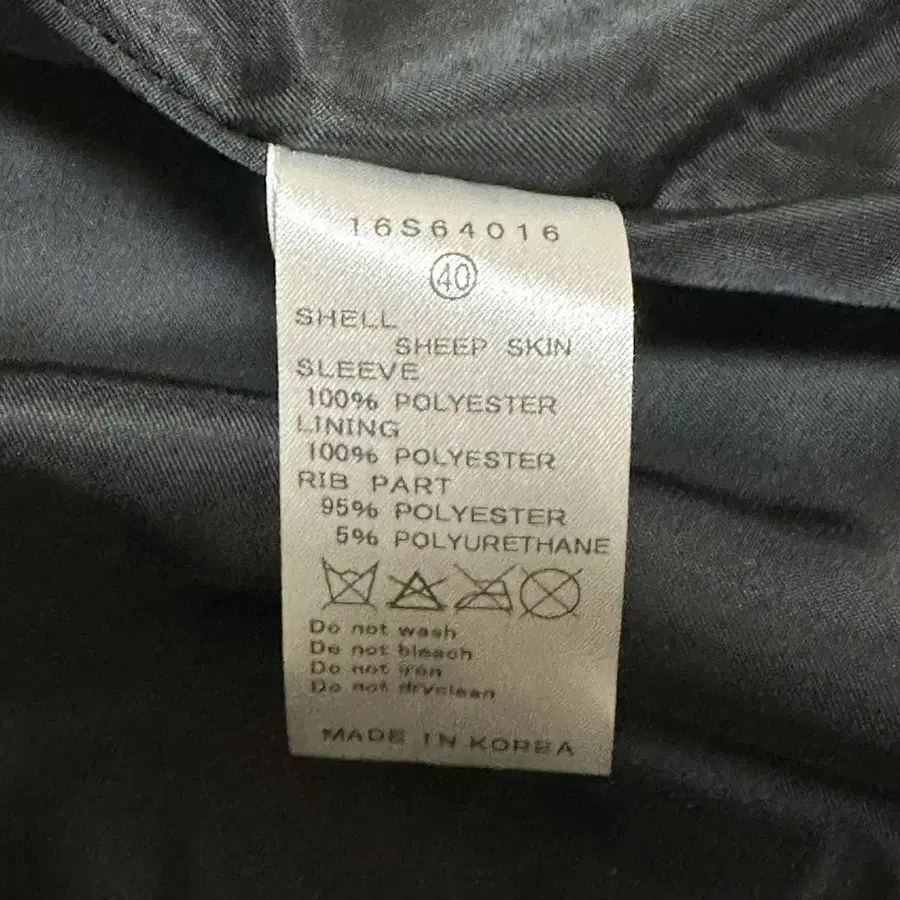 16S64016
40
SHELL
SHEEP SKIN
SLEEVE
100% POLYESTER
LINING
100% POLYESTER
RIB PART
95% POLYESTER
5% POLYURETHANE
Do not wash
Do not bleach
Do not iron
Do not dryclean
MADE IN KOREA